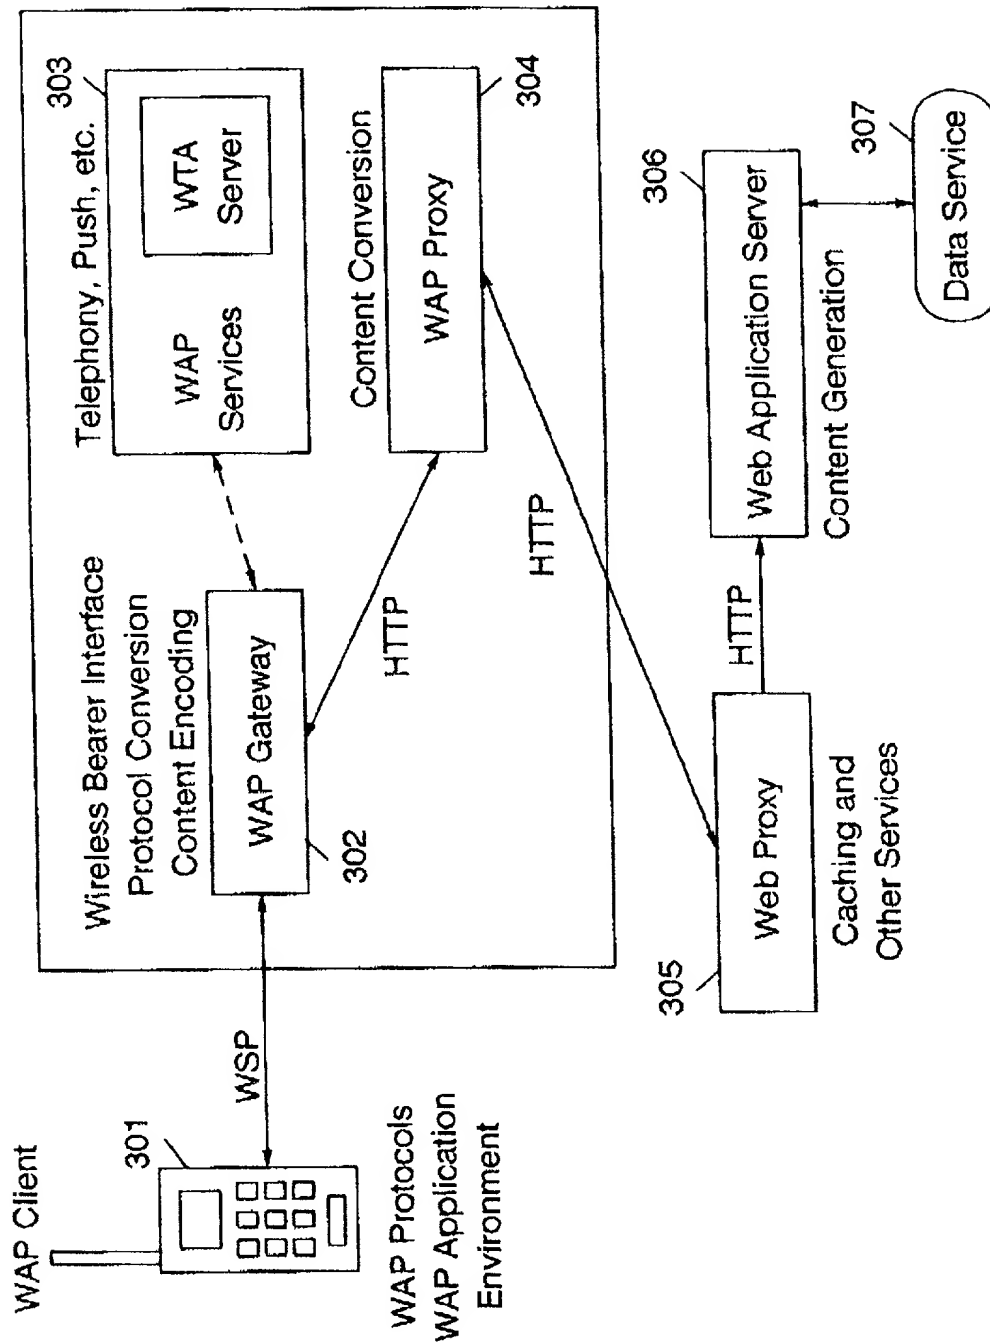 WAP Client
301
WAP Protocols
WAP Application
Environment
WSP
Wireless Bearer Interface
Protocol Conversion
Content Encoding
WAP Gateway
302
Telephony, Push, etc.
303
WAP
Services
WTA
Server
HTTP
Content Conversion
304
WAP Proxy
HTTP
305
Web Proxy
Caching and
Other Services
HTTP
306
Web Application Server
Content Generation
307
Data Service